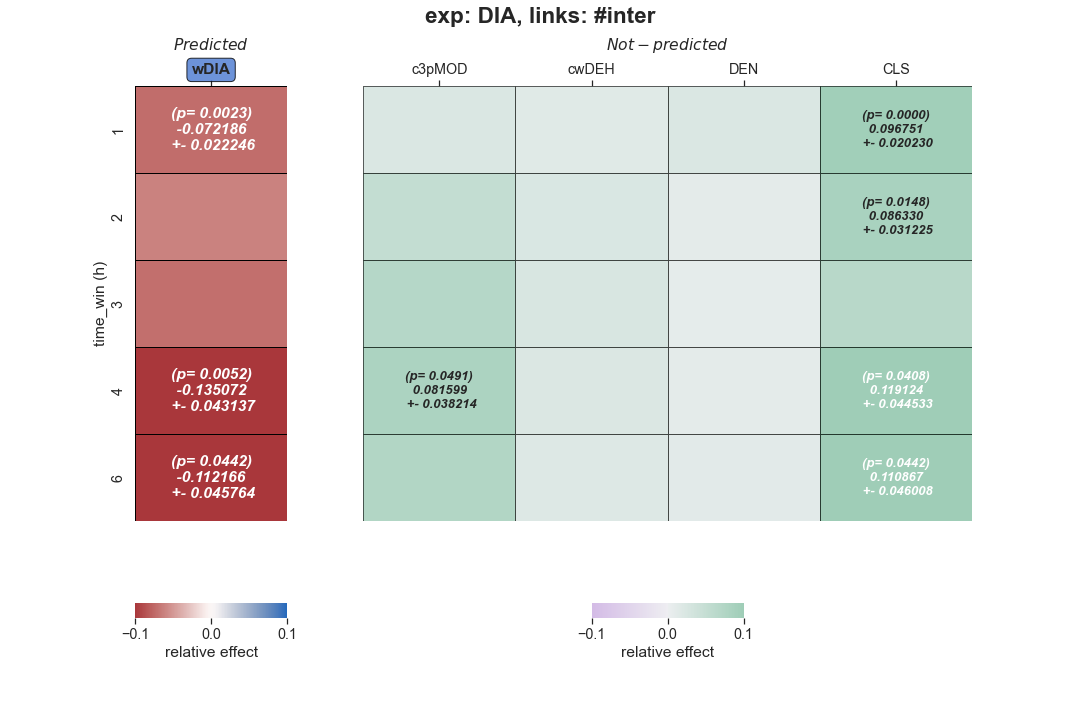 exp: DIA, links: #inter
Predicted
Not − predicted
wDIA
c3pMOD
cwDEH
DEN
CLS
time_win (h)
1
(p= 0.0023)
-0.072186
+- 0.022246
(p= 0.0000)
0.096751
+- 0.020230
2
(p= 0.0148)
0.086330
+- 0.031225
3
4
(p= 0.0052)
-0.135072
+- 0.043137
(p= 0.0491)
0.081599
+- 0.038214
(p= 0.0408)
0.119124
+- 0.044533
6
(p= 0.0442)
-0.112166
+- 0.045764
(p= 0.0442)
0.110867
+- 0.046008
−0.1 0.0 0.1
relative effect
−0.1 0.0 0.1
relative effect